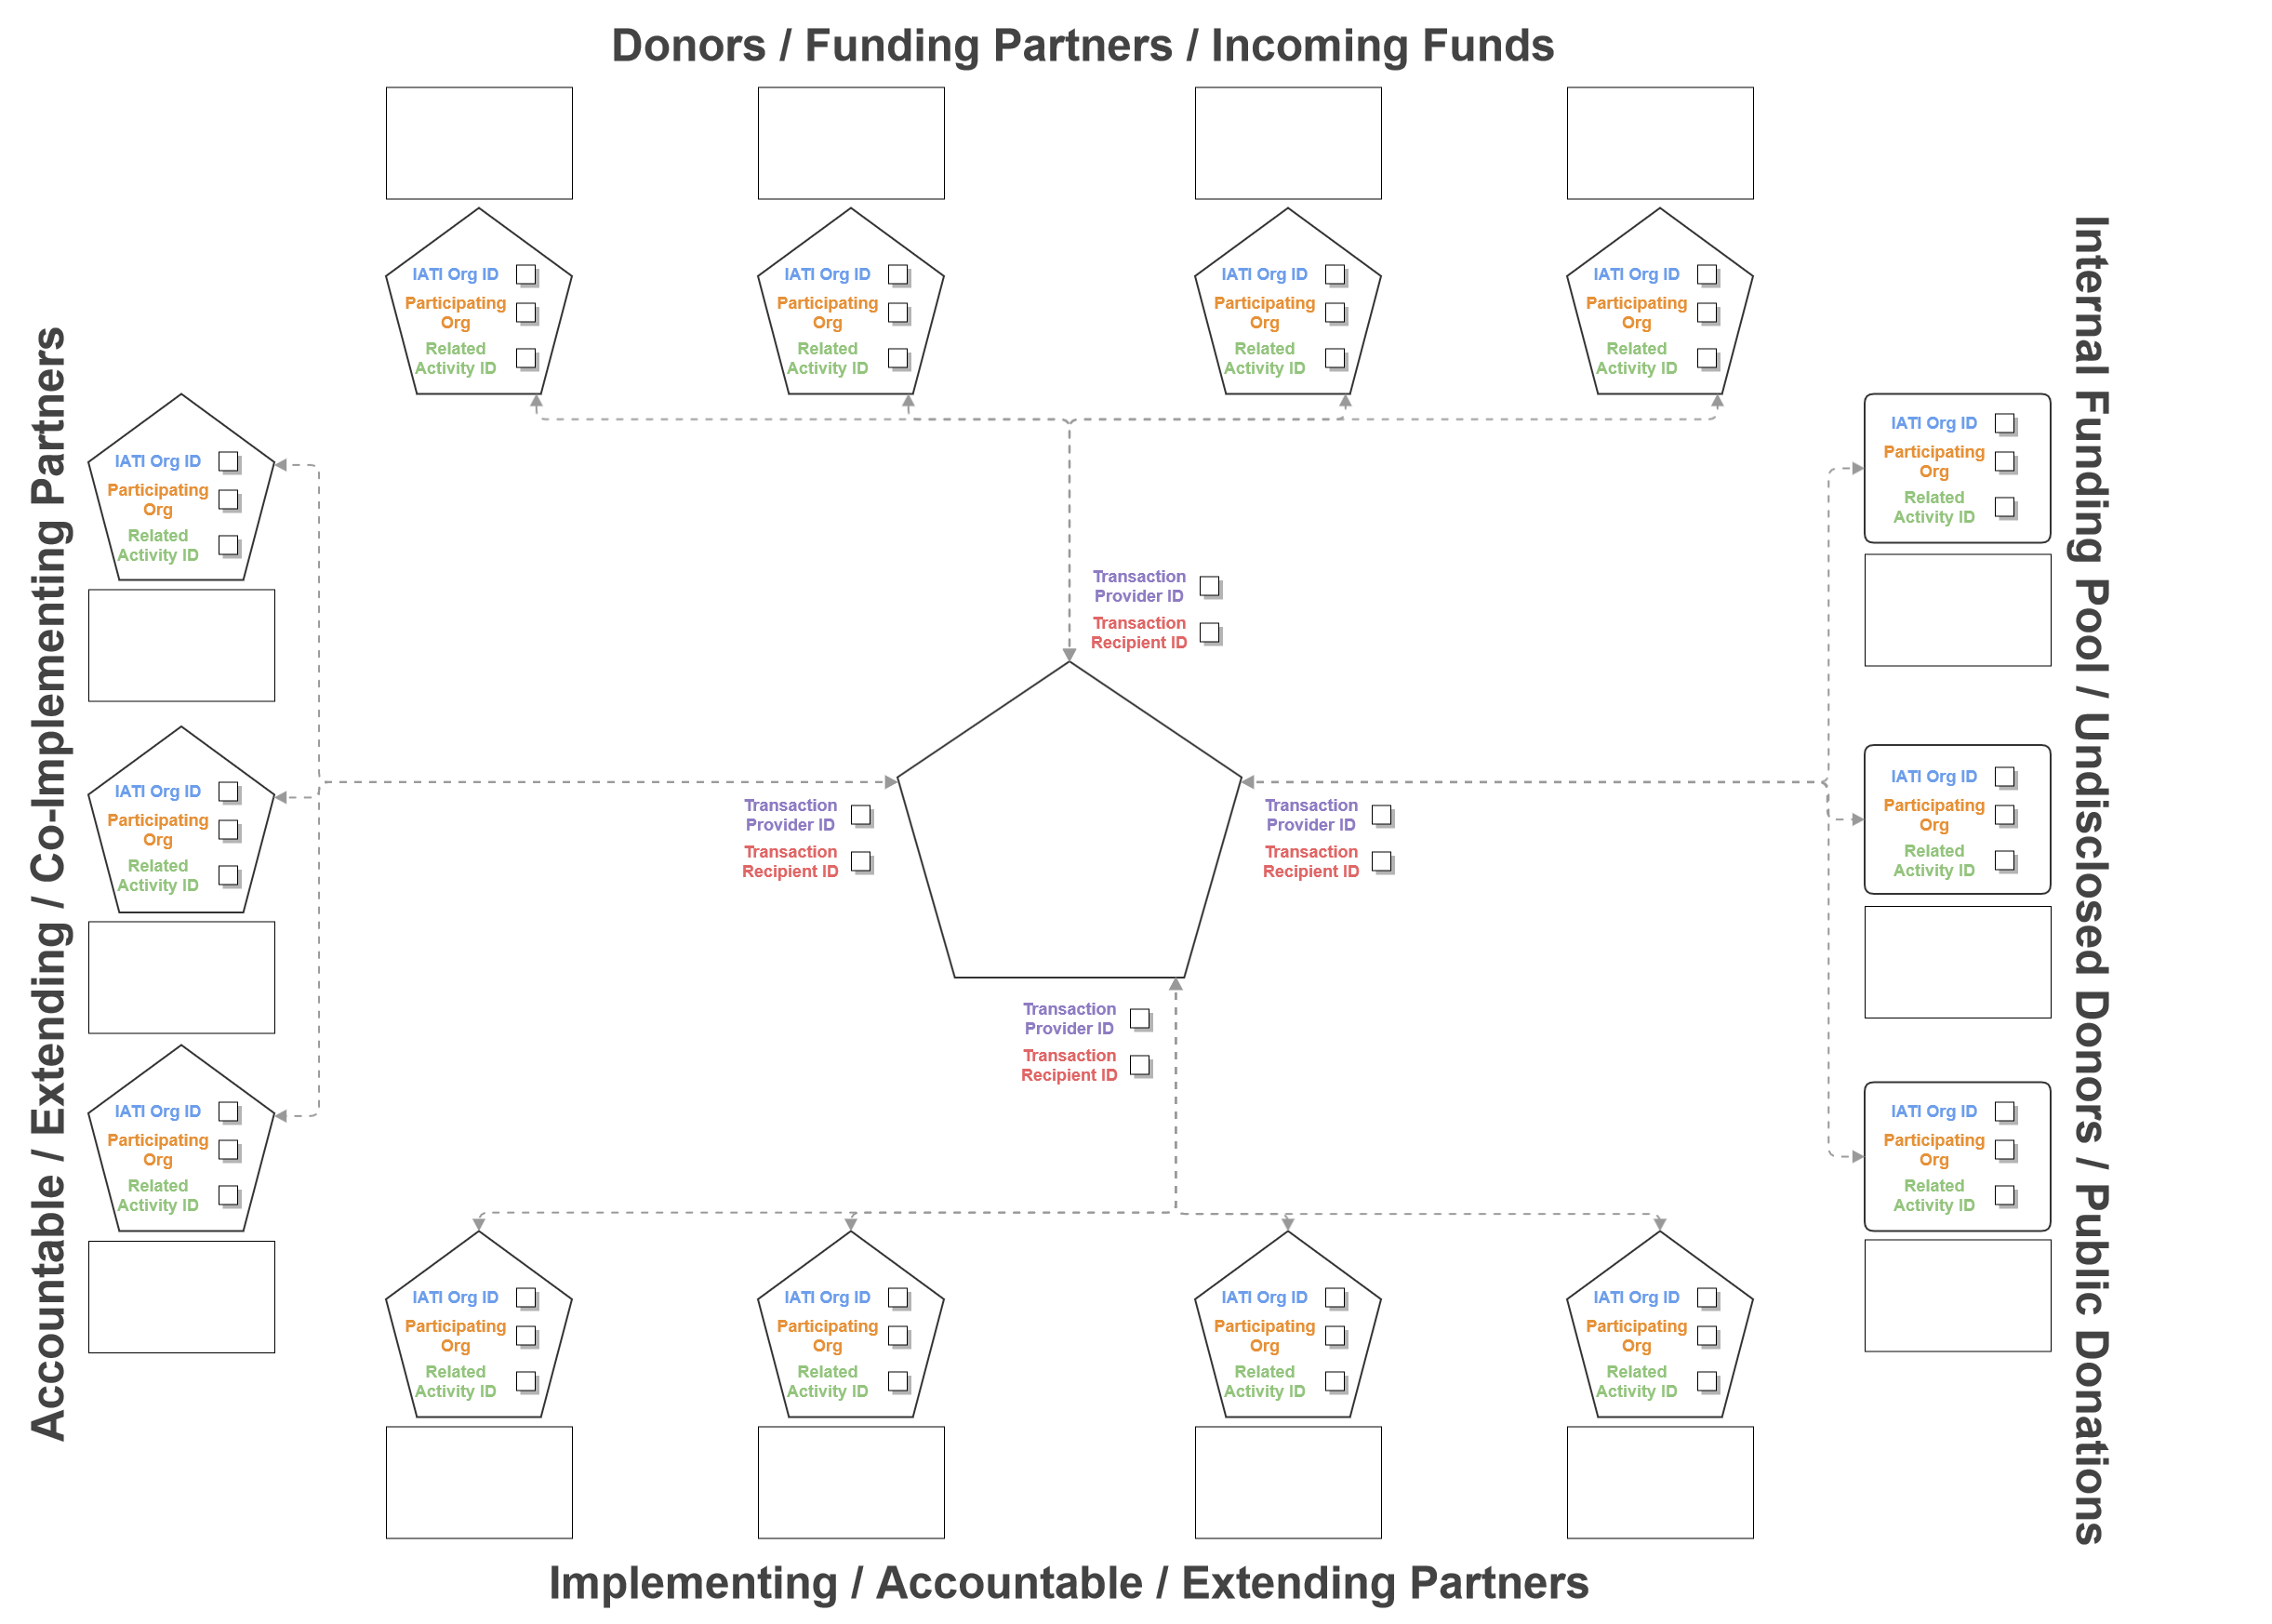 Donors / Funding Partners / Incoming Funds
IATI Org ID
Participating
Org
Related
Activity ID
IATI Org ID
Participating
Org
Related
Activity ID
IATI Org ID
Participating
Org
Related
Activity ID
IATI Org ID
Participating
Org
Related
Activity ID
Accountable / Extending / Co-Implementing Partners
IATI Org ID
Participating
Org
Related
Activity ID
IATI Org ID
Participating
Org
Related
Activity ID
IATI Org ID
Participating
Org
Related
Activity ID
Transaction
Provider ID
Transaction
Recipient ID
Transaction
Provider ID
Transaction
Recipient ID
Transaction
Provider ID
Transaction
Recipient ID
Transaction
Provider ID
Transaction
Recipient ID
IATI Org ID
Participating
Org
Related
Activity ID
IATI Org ID
Participating
Org
Related
Activity ID
IATI Org ID
Participating
Org
Related
Activity ID
Internal Funding Pool / Undisclosed Donors / Public Donations
IATI Org ID
Participating
Org
Related
Activity ID
IATI Org ID
Participating
Org
Related
Activity ID
IATI Org ID
Participating
Org
Related
Activity ID
IATI Org ID
Participating
Org
Related
Activity ID
Implementing / Accountable / Extending Partners